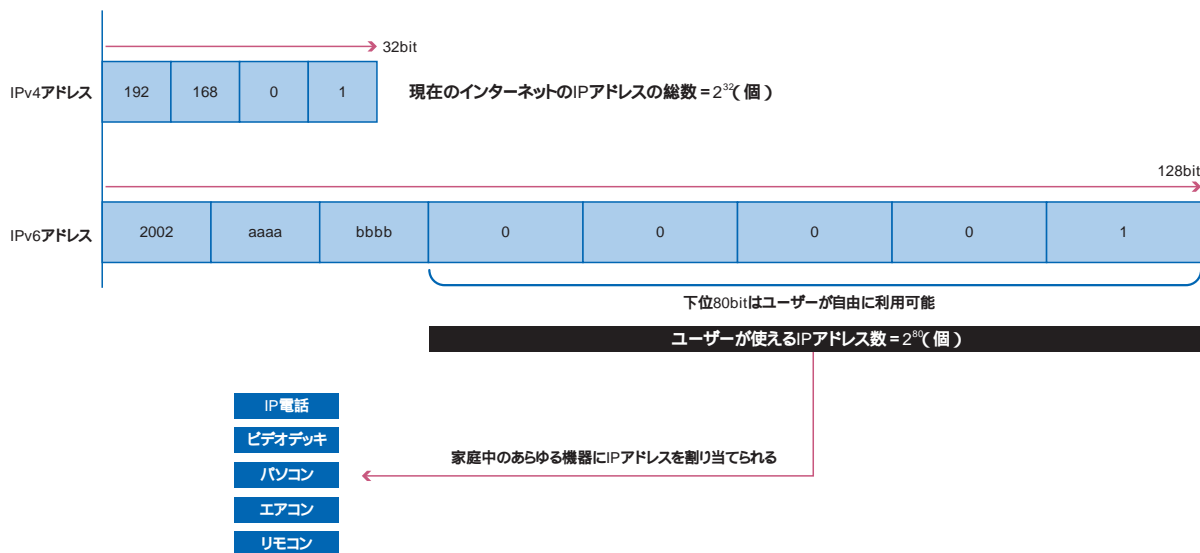 32bit
IPv4アドレス
192 168 0 1
現在のインターネットのIPアドレスの総数=2³²(個)
128bit
IPv6アドレス
2002 aaaa bbbb 0 0 0 0 1
下位80bitはユーザーが自由に利用可能
ユーザーが使えるIPアドレス数=2⁸⁰(個)
IP電話
ビデオデッキ
パソコン
エアコン
リモコン
家庭中のあらゆる機器にIPアドレスを割り当てられる